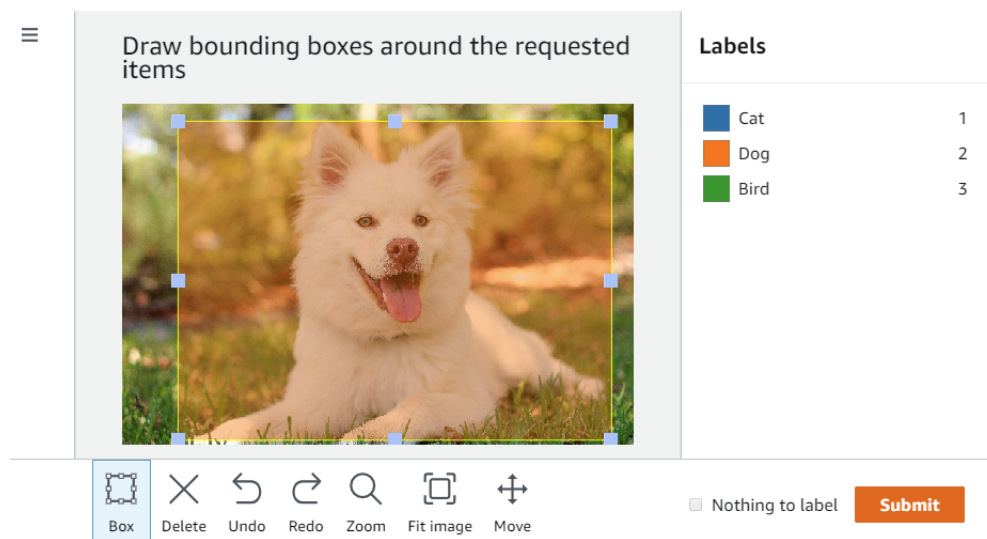 Draw bounding boxes around the requested
items
Labels
Cat 1
Dog 2
Bird 3
Box Delete Undo Redo Zoom Fit image Move
Nothing to label Submit